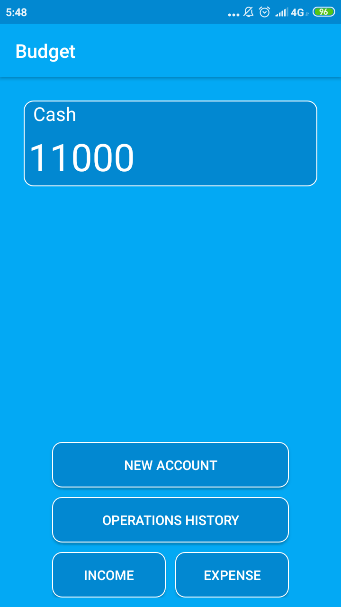 5:48 ... 4G 96
Budget
Cash
11000
NEW ACCOUNT
OPERATIONS HISTORY
INCOME EXPENSE